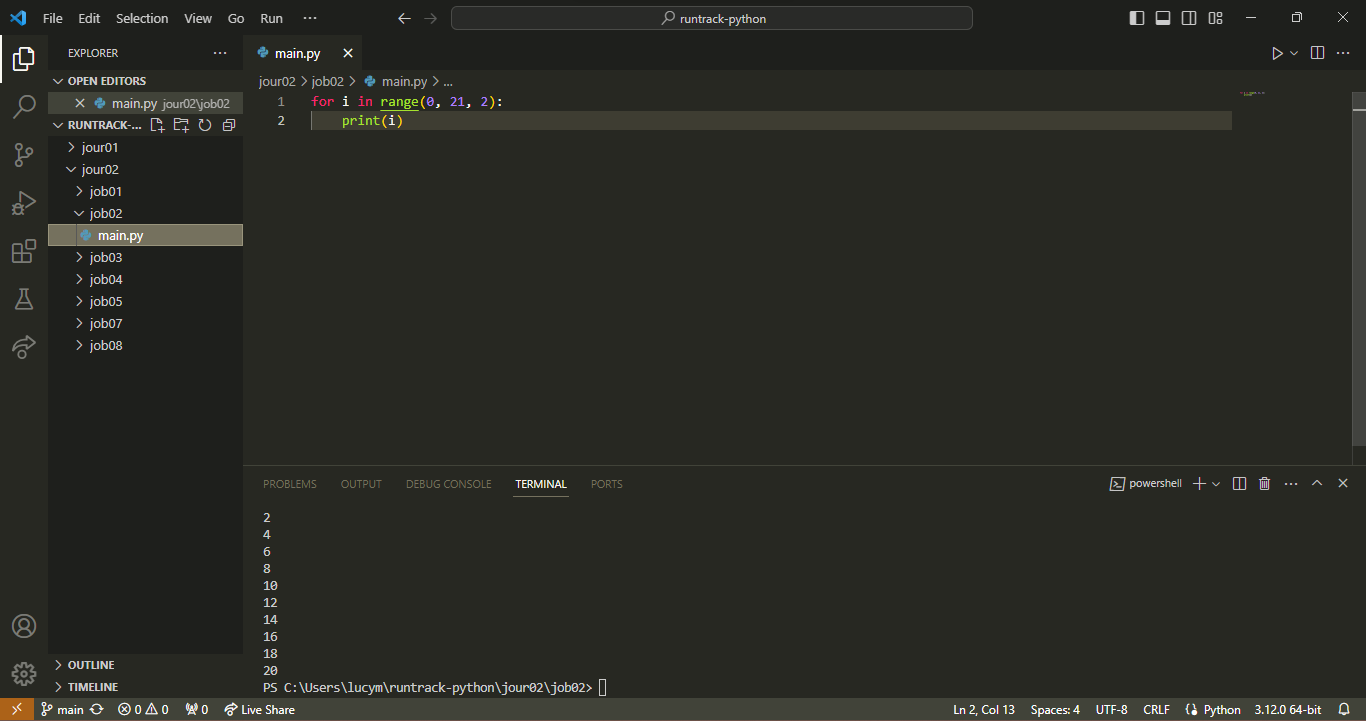 File Edit Selection View Go Run ···
runtrack-python
EXPLORER ···
OPEN EDITORS
main.py jour02\job02
RUNTRACK-...
jour01
jour02
job01
job02
main.py
job03
job04
job05
job07
job08
OUTLINE
TIMELINE
main.py
jour02 > job02 > main.py > ...
1 for i in range(0, 21, 2):
2 print(i)
PROBLEMS OUTPUT DEBUG CONSOLE TERMINAL PORTS
powershell
2
4
6
8
10
12
14
16
18
20
PS C:\Users\lucym\runtrack-python\jour02\job02>
main 0 0 0 Live Share Ln 2, Col 13 Spaces: 4 UTF-8 CRLF Python 3.12.0 64-bit